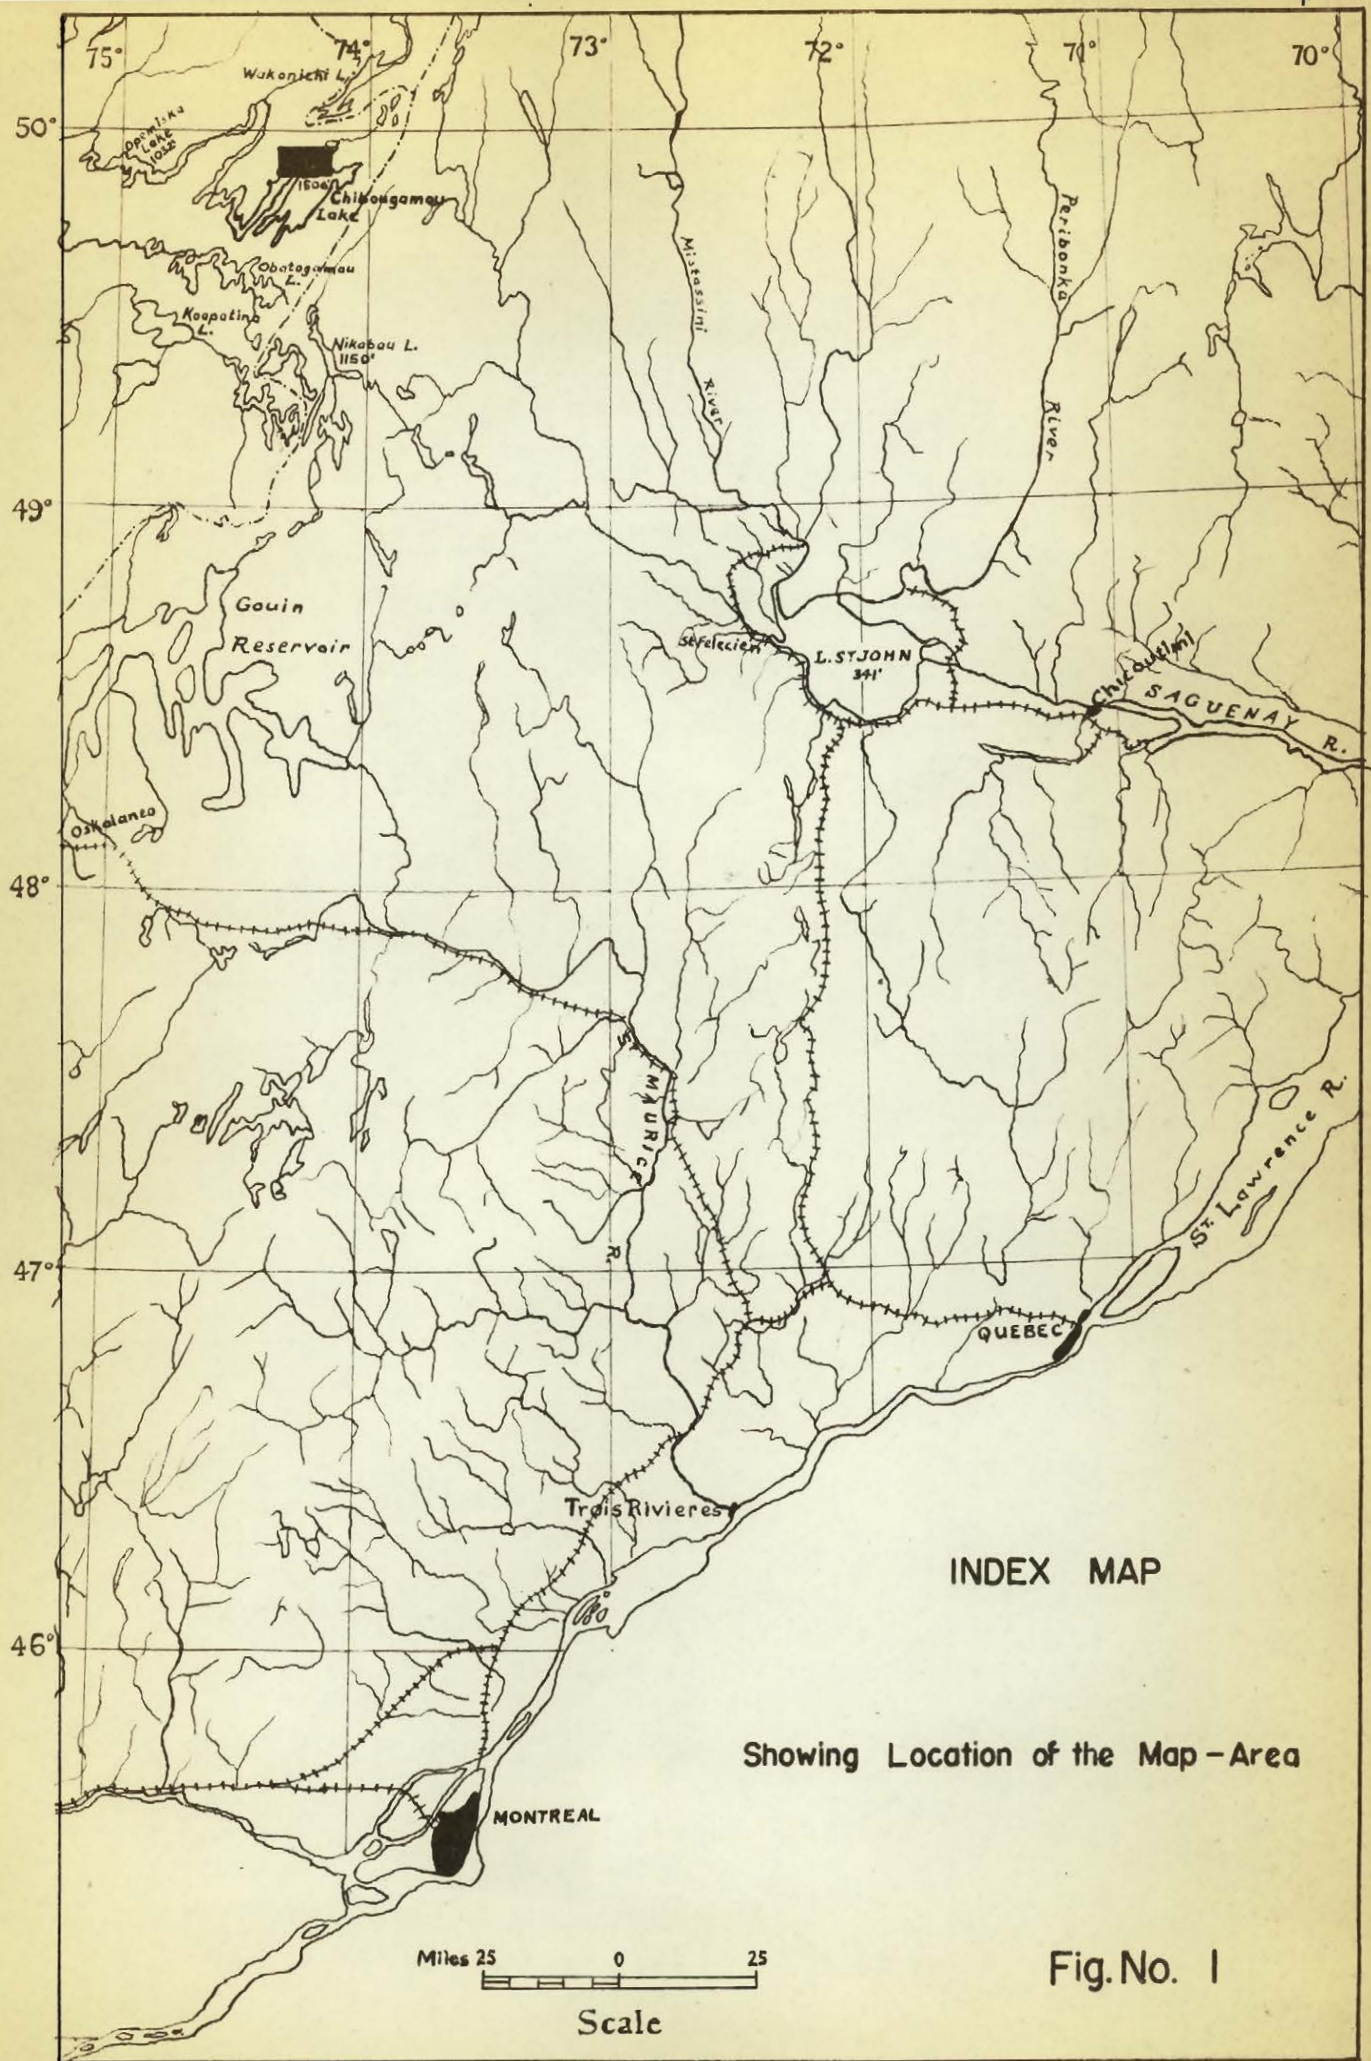 75° 74° 73° 72° 71° 70°
Wakonichi L.
50°
Opemiska
Lake
1500'
Chibougamau
Lake
Mistassini
River
Peribonka
River
Obatogamau
L.
Kaopatina
L.
Nikabau L.
1150'
49°
Gouin
Reservoir
St Felecien
L. ST JOHN
341'
Chicoutimi
SAGUENAY
R.
Oskalaneo
48°
ST
MAURICE
R.
St. Lawrence R.
47°
QUEBEC
Trois Rivieres
INDEX MAP
46°
Showing Location of the Map-Area
MONTREAL
Miles 25 0 25
Scale
Fig. No. 1